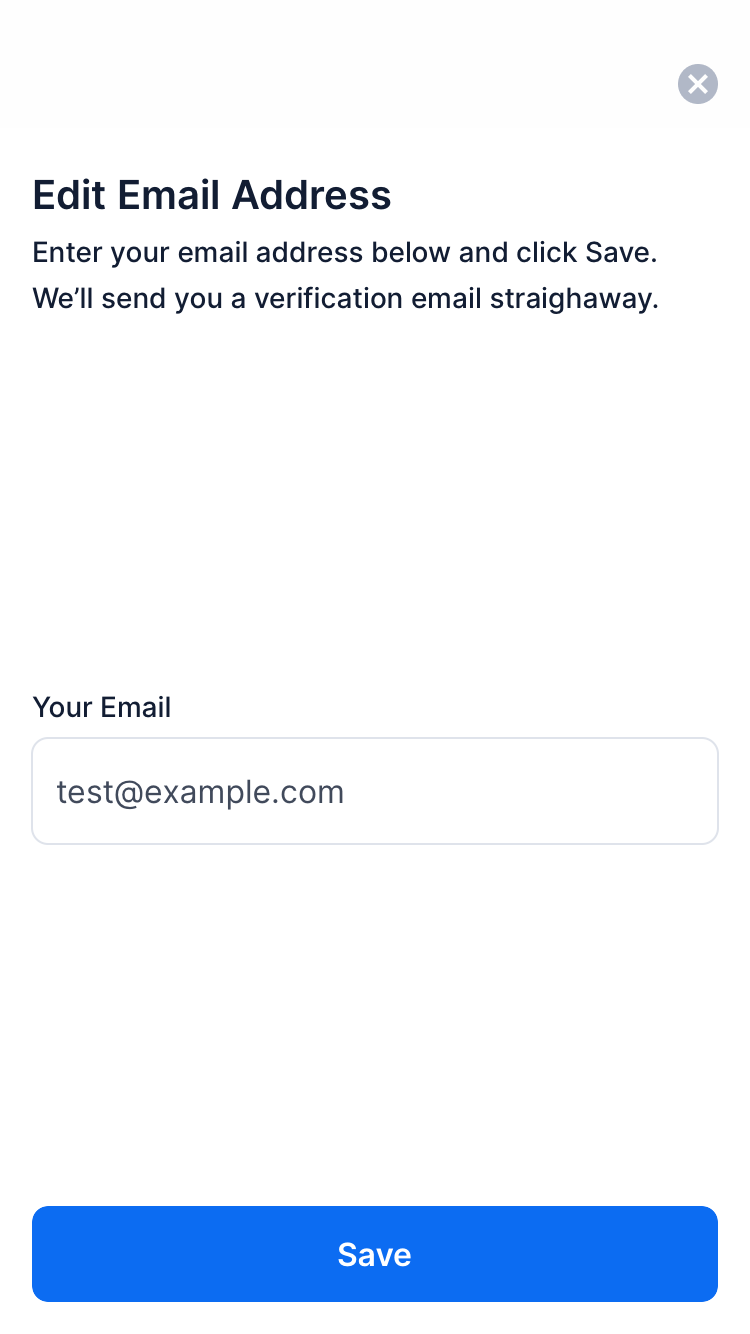 Edit Email Address
Enter your email address below and click Save.
We’ll send you a verification email straighaway.
Your Email
test@example.com
Save